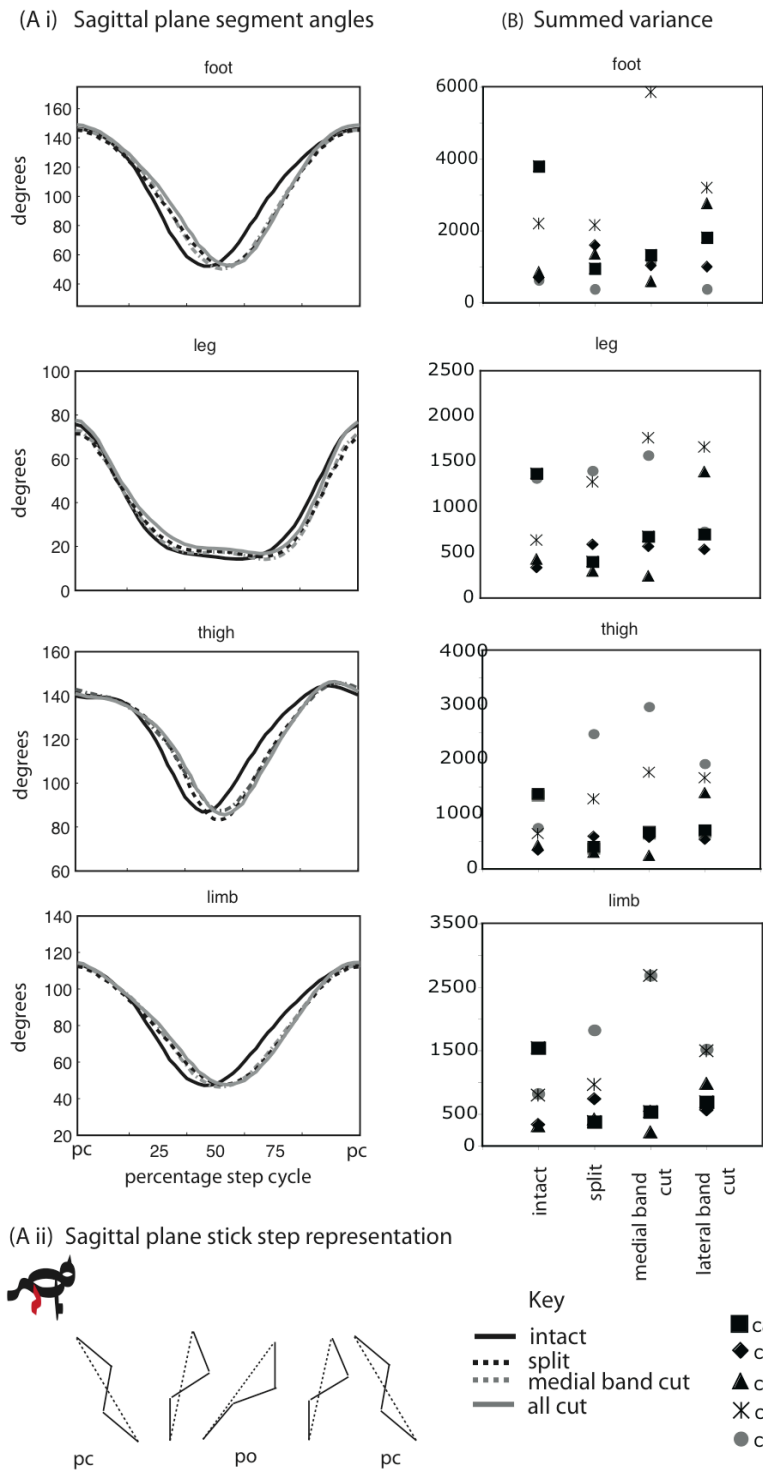 (A i) Sagittal plane segment angles
foot
degrees
160
140
120
100
80
60
40
leg
degrees
100
80
60
40
20
0
thigh
degrees
160
140
120
100
80
60
limb
degrees
140
120
100
80
60
40
20
pc 25 50 75 pc
percentage step cycle
(B) Summed variance
foot
6000
4000
2000
0
leg
2500
2000
1500
1000
500
0
thigh
4000
3000
2000
1000
0
limb
3500
2500
1500
500
0
intact
split
medial band
cut
lateral band
cut
(A ii) Sagittal plane stick step representation
pc po pc
Key
intact
split
medial band cut
all cut
c
c
c
c